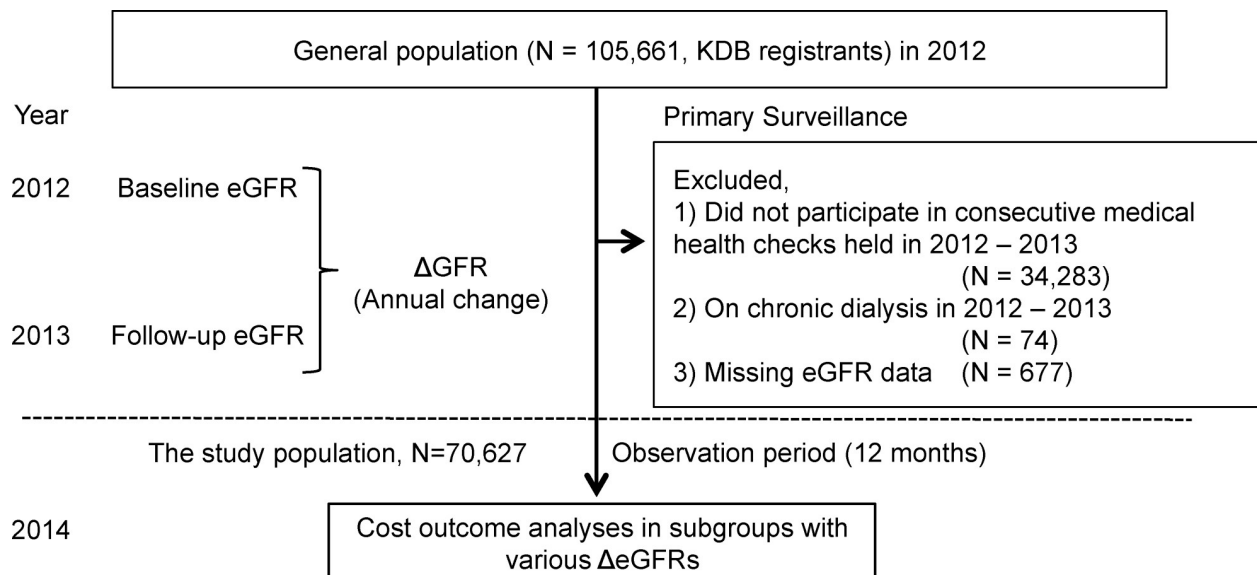 General population (N = 105,661, KDB registrants) in 2012
Year
Primary Surveillance
2012
Baseline eGFR
Excluded,
1) Did not participate in consecutive medical
health checks held in 2012 – 2013
(N = 34,283)
2) On chronic dialysis in 2012 – 2013
(N = 74)
3) Missing eGFR data (N = 677)
ΔGFR
(Annual change)
2013
Follow-up eGFR
The study population, N=70,627
Observation period (12 months)
2014
Cost outcome analyses in subgroups with
various ΔeGFRs